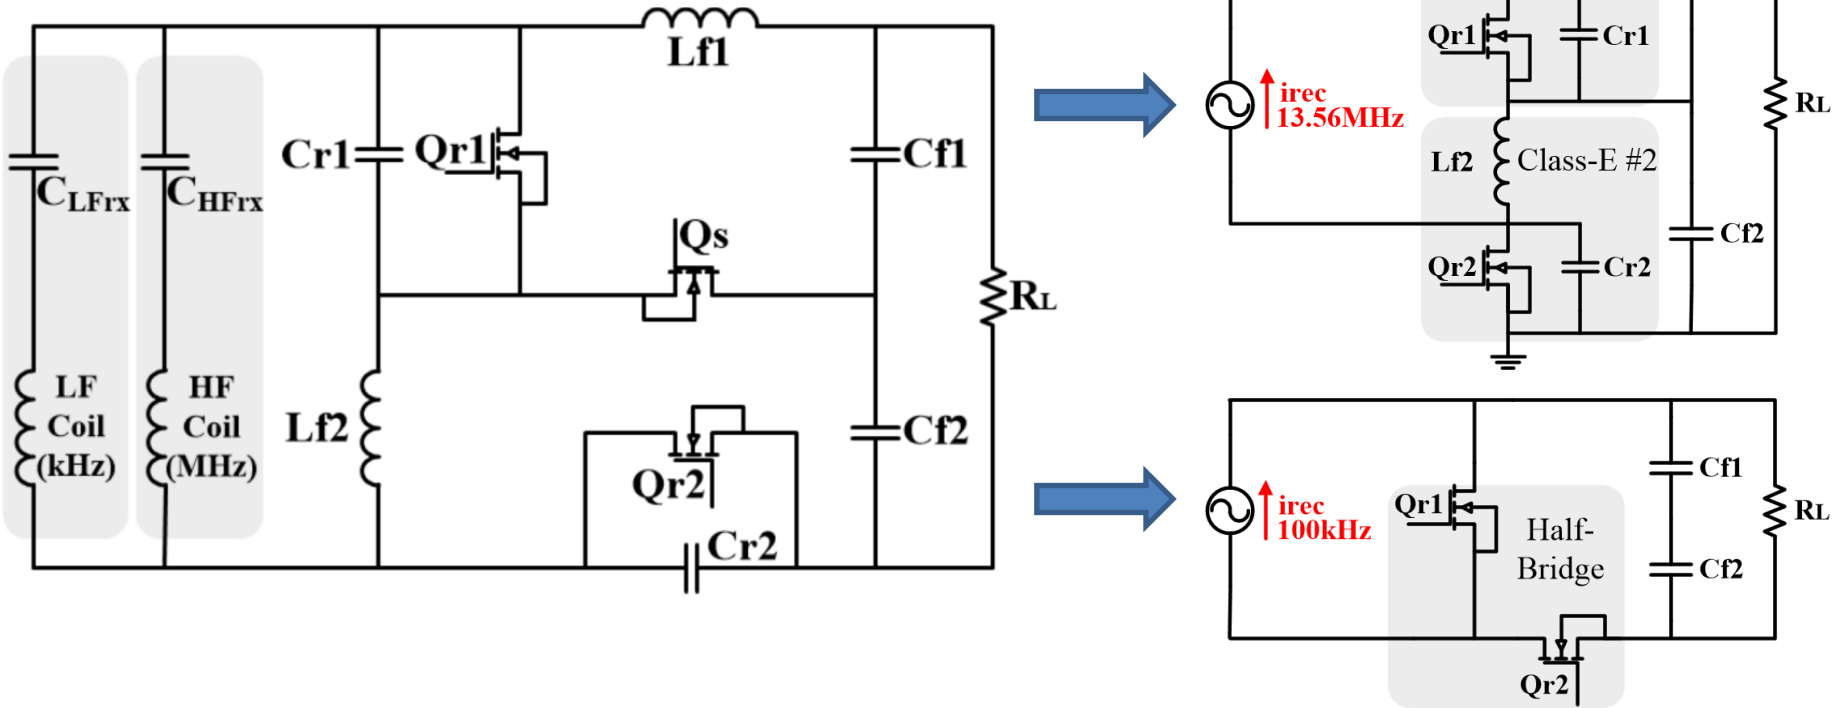 Lf1
Cr1
Qr1
Cf1
CLFrx
CHFrx
Qs
RL
LF
Coil
(kHz)
HF
Coil
(MHz)
Lf2
Qr2
Cf2
Cr2
Qr1
Cr1
irec
13.56MHz
RL
Lf2
Class-E #2
Cf2
Qr2
Cr2
Cf1
Qr1
irec
100kHz
RL
Half-
Bridge
Cf2
Qr2